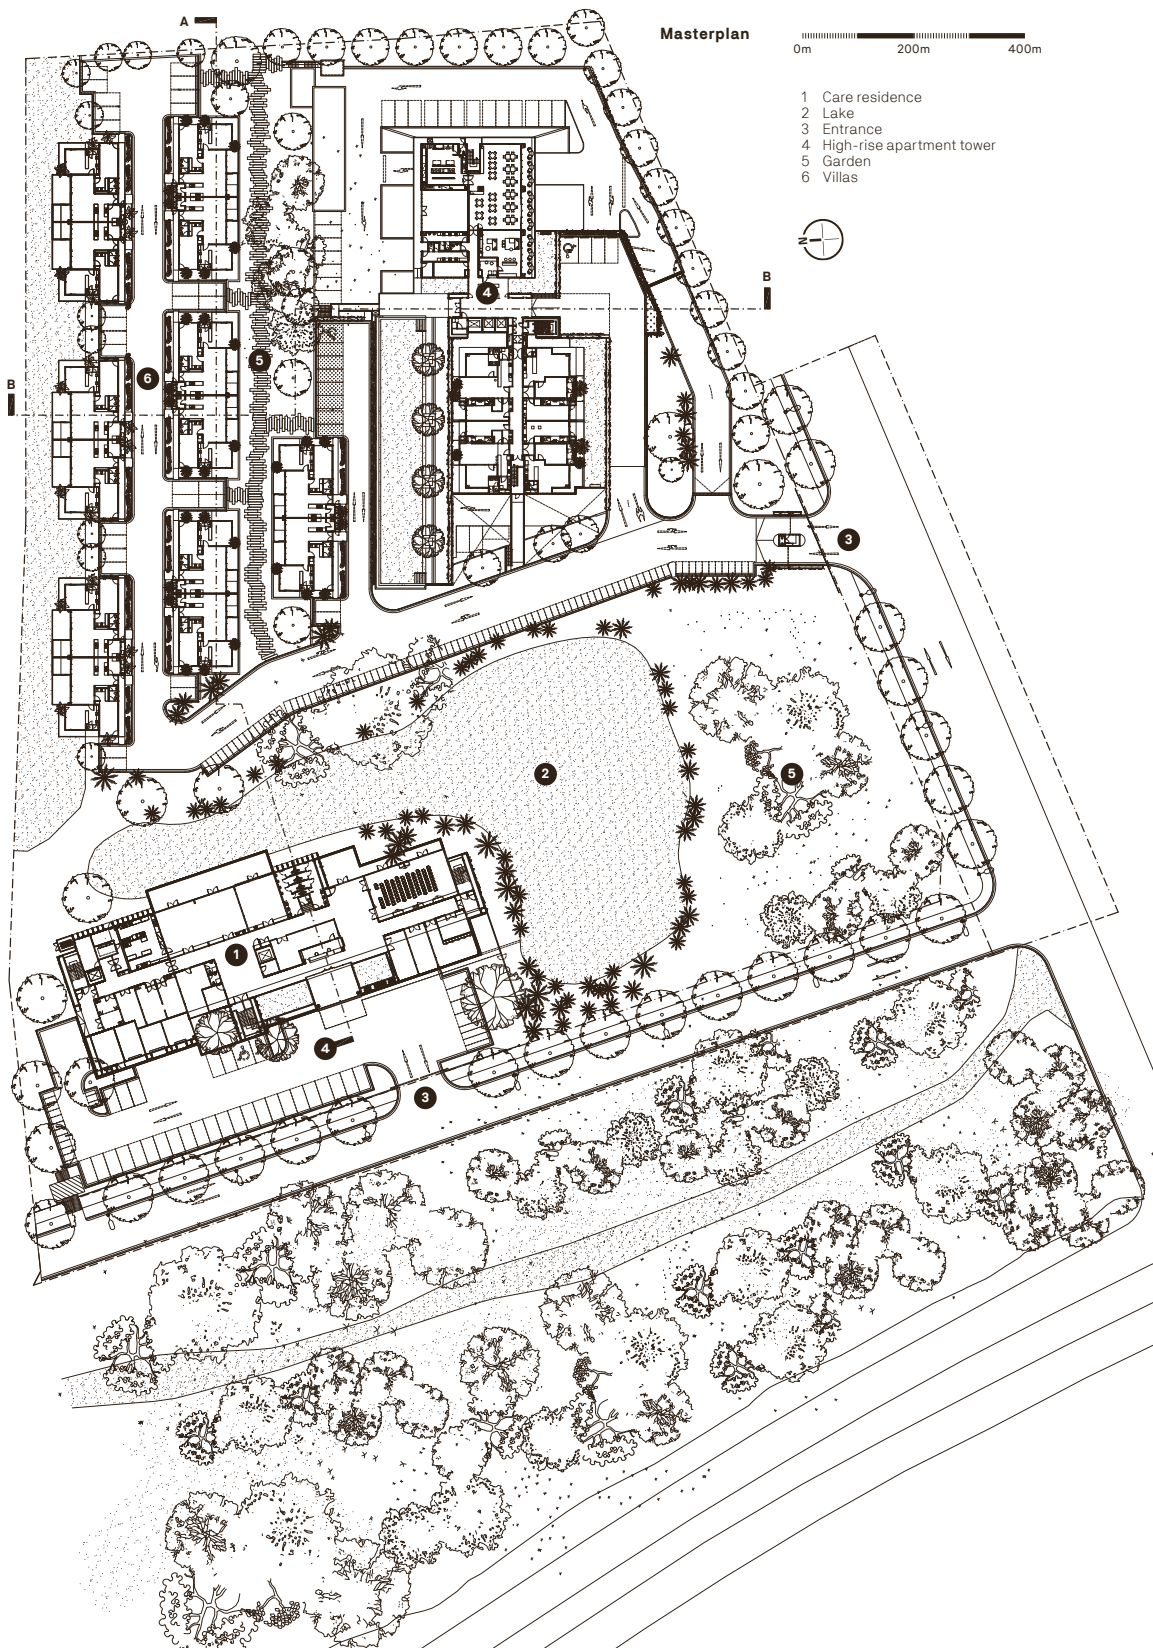 A
Masterplan
0m 200m 400m
1 Care residence
2 Lake
3 Entrance
4 High-rise apartment tower
5 Garden
6 Villas
N
B
4
5
6
B
3
2
5
1
4
3